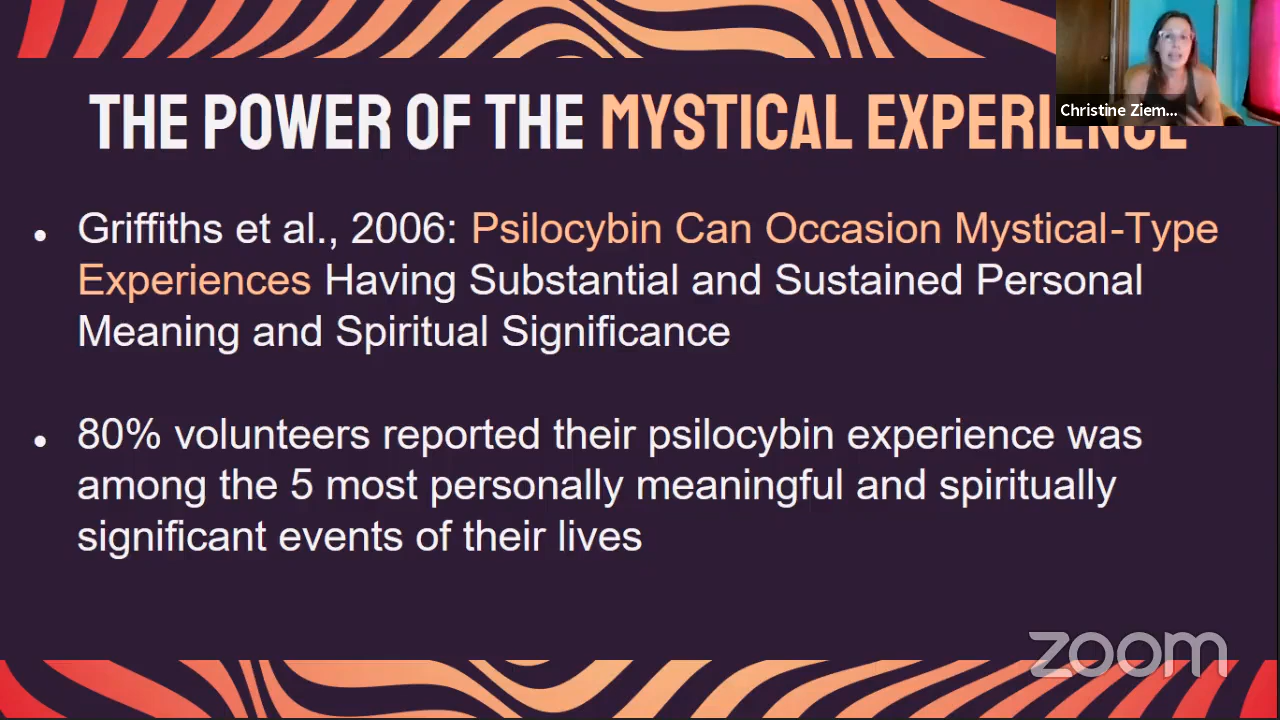 THE POWER OF THE MYSTICAL EXPERIENCE
Christine Ziem...
Griffiths et al., 2006: Psilocybin Can Occasion Mystical-Type
Experiences Having Substantial and Sustained Personal
Meaning and Spiritual Significance
80% volunteers reported their psilocybin experience was
among the 5 most personally meaningful and spiritually
significant events of their lives
zoom